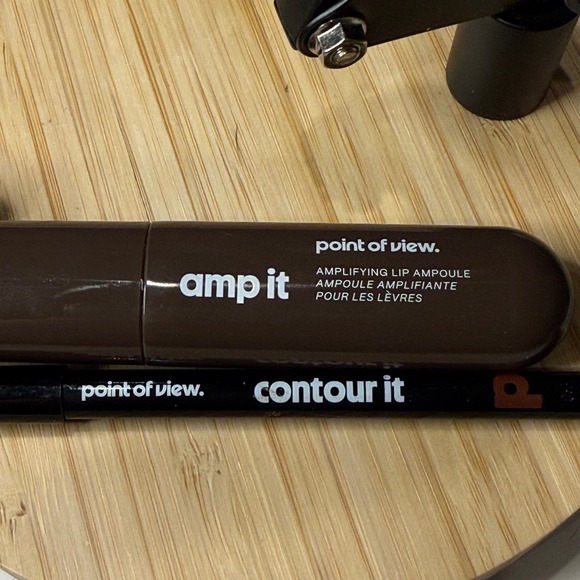 point of view.
amp it
AMPLIFYING LIP AMPOULE
AMPOULE AMPLIFIANTE
POUR LES LÈVRES
point of view.
contour it
p